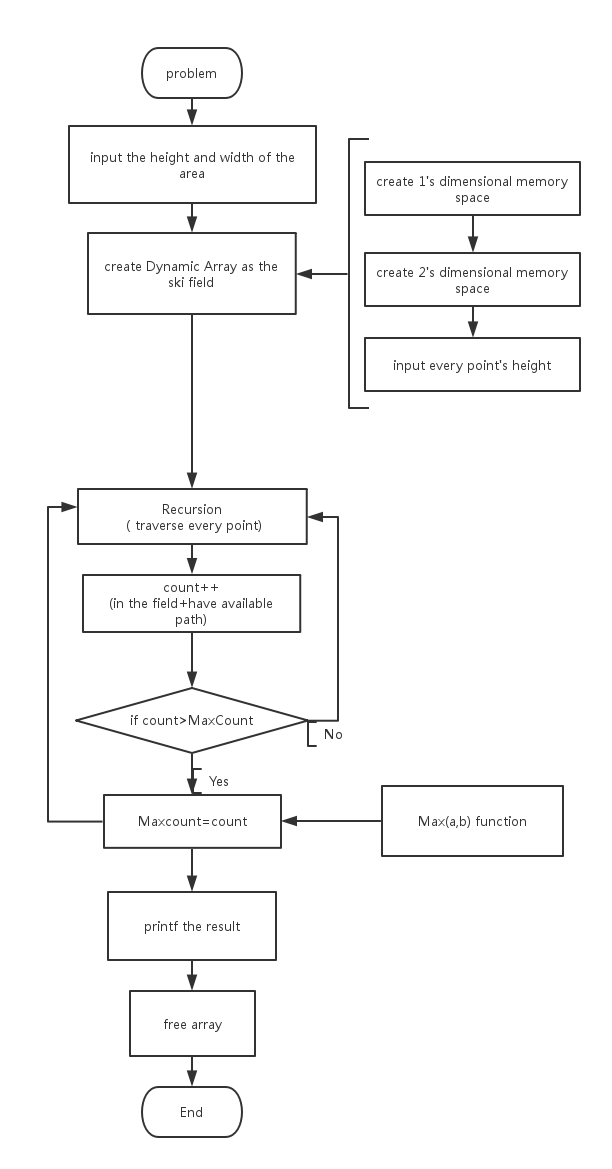 problem
input the height and width of the
area
create 1's dimensional memory
space
create Dynamic Array as the
ski field
create 2's dimensional memory
space
input every point's height
Recursion
( traverse every point)
count++
(in the field+have available
path)
if count>MaxCount
No
Yes
Maxcount=count
Max(a,b) function
printf the result
free array
End